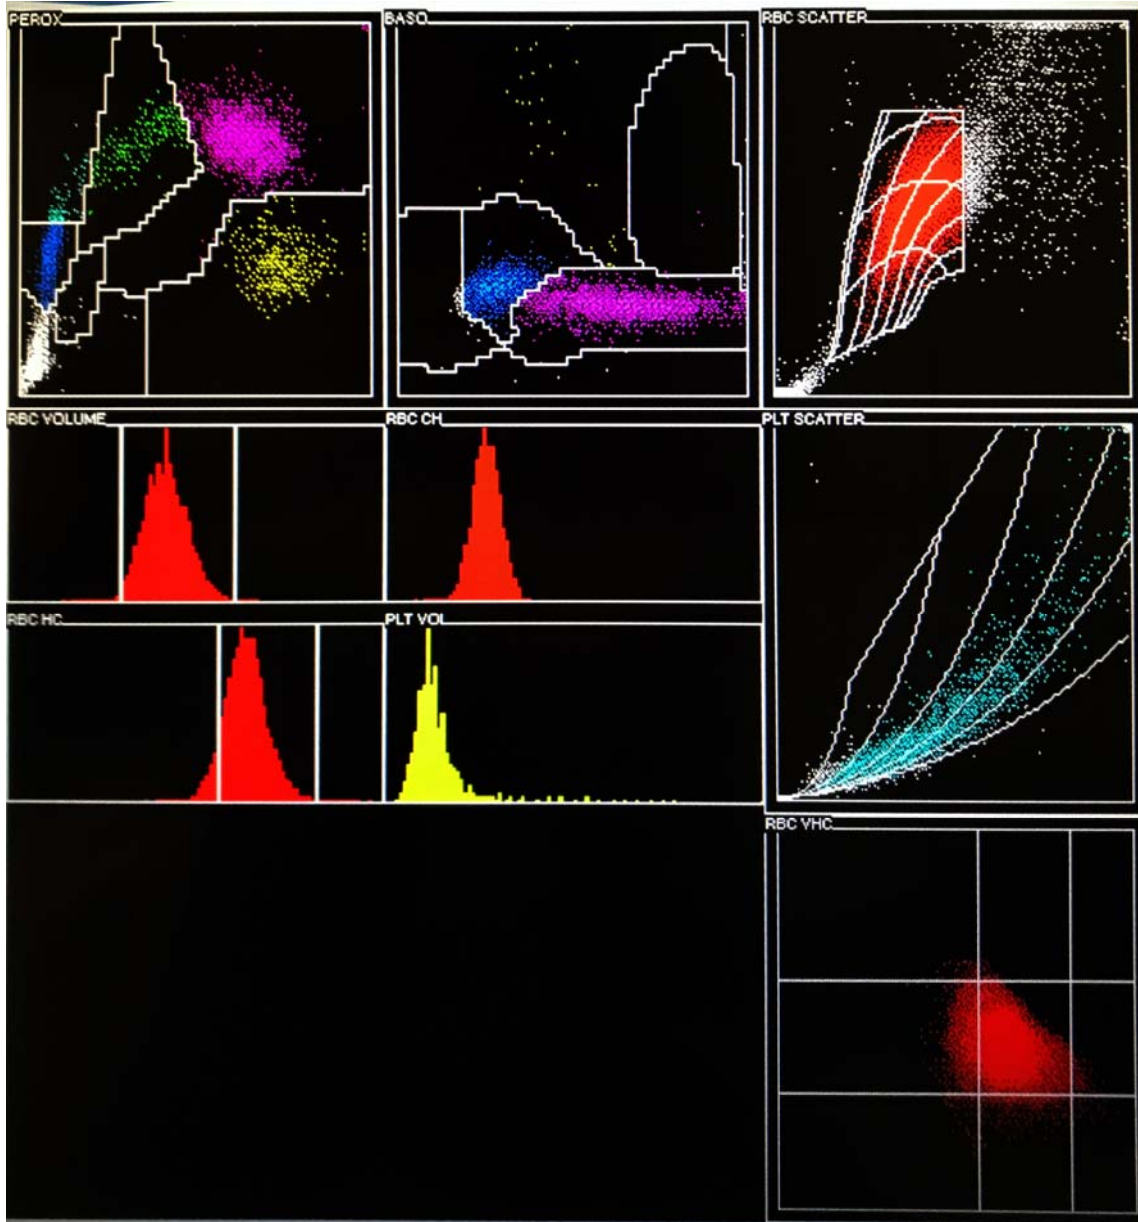 PEROX
BASO
RBC SCATTER
RBC VOLUME
RBC CH
PLT SCATTER
RBC HC
PLT VOL
RBC VHC